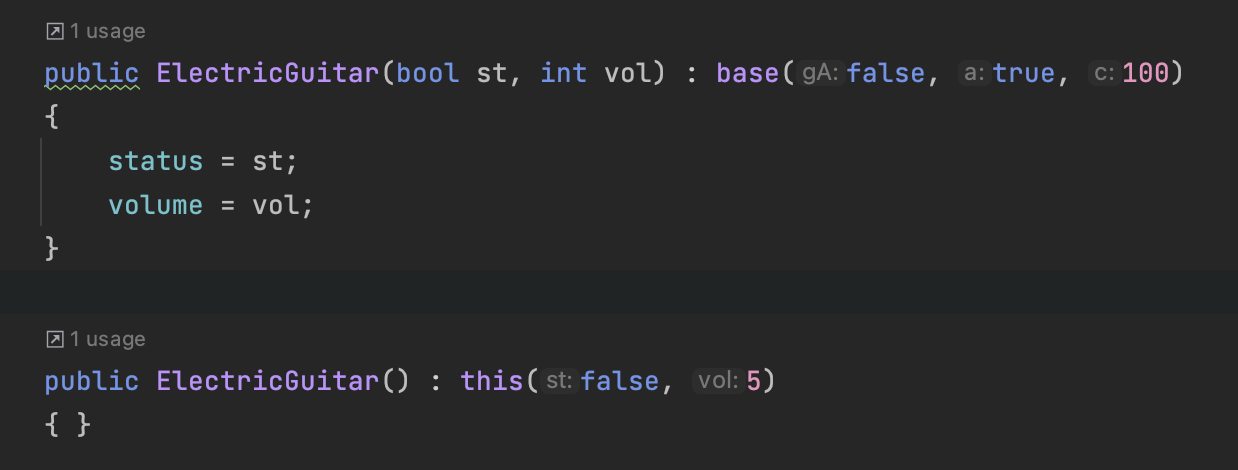 1 usage
public ElectricGuitar(bool st, int vol) : base(gA:false, a:true, c:100)
{
    status = st;
    volume = vol;
}
1 usage
public ElectricGuitar() : this(st:false, vol:5)
{ }